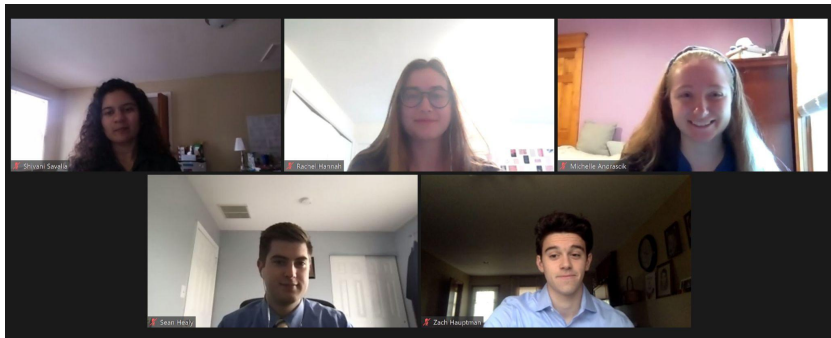 Shivani Savalia
Rachel Hannah
Michelle Andrascik
Sean Healy
Zach Hauptman